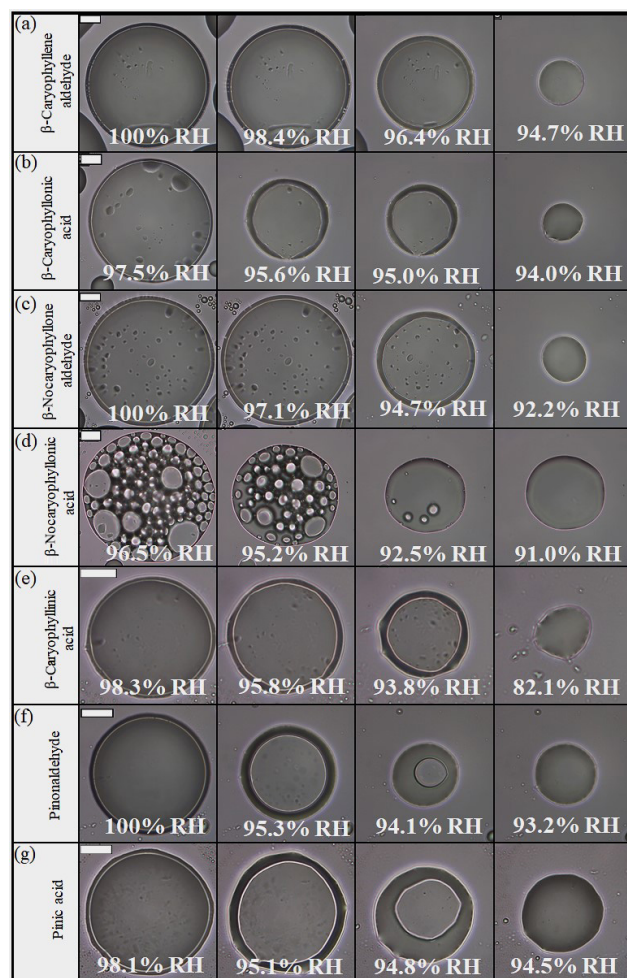 (a)
β-Caryophyllene
aldehyde
100% RH
98.4% RH
96.4% RH
94.7% RH
(b)
β-Caryophyllonic
acid
97.5% RH
95.6% RH
95.0% RH
94.0% RH
(c)
β-Nocaryophyllone
aldehyde
100% RH
97.1% RH
94.7% RH
92.2% RH
(d)
β-Nocaryophyllonic
acid
96.5% RH
95.2% RH
92.5% RH
91.0% RH
(e)
β-Caryophyllinic
acid
98.3% RH
95.8% RH
93.8% RH
82.1% RH
(f)
Pinonaldehyde
100% RH
95.3% RH
94.1% RH
93.2% RH
(g)
Pinic acid
98.1% RH
95.1% RH
94.8% RH
94.5% RH